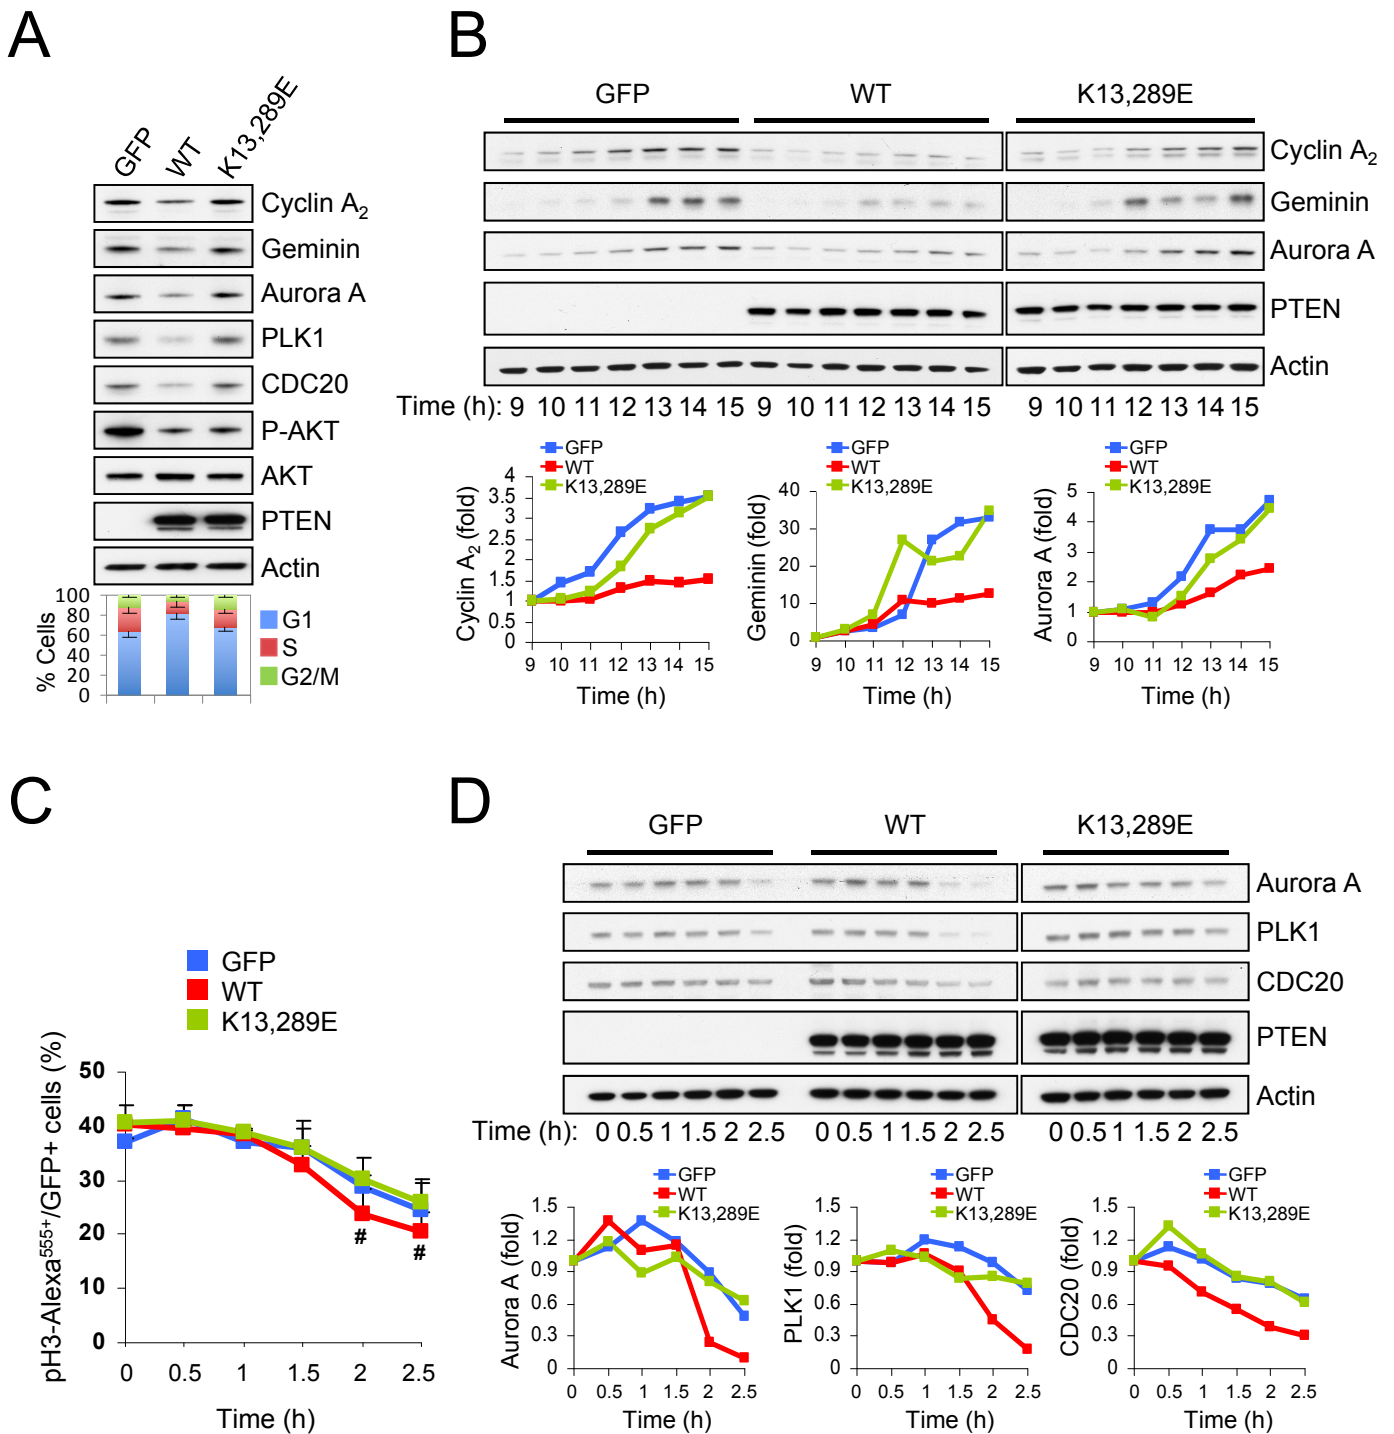 A
GFP WT K13,289E
Cyclin A2
Geminin
Aurora A
PLK1
CDC20
P-AKT
AKT
PTEN
Actin
% Cells
100
80
60
40
20
0
G1
S
G2/M
B
GFP WT K13,289E
Cyclin A2
Geminin
Aurora A
PTEN
Actin
Time (h): 9 10 11 12 13 14 15 9 10 11 12 13 14 15 9 10 11 12 13 14 15
GFP
WT
K13,289E
Cyclin A2 (fold)
4
3.5
3
2.5
2
1.5
1
0.5
0
9 10 11 12 13 14 15
Time (h)
GFP
WT
K13,289E
Geminin (fold)
40
30
20
10
0
9 10 11 12 13 14 15
Time (h)
GFP
WT
K13,289E
Aurora A (fold)
5
4
3
2
1
0
9 10 11 12 13 14 15
Time (h)
C
GFP
WT
K13,289E
pH3-Alexa555+/GFP+ cells (%)
50
40
30
20
10
0
# #
0 0.5 1 1.5 2 2.5
Time (h)
D
GFP WT K13,289E
Aurora A
PLK1
CDC20
PTEN
Actin
Time (h): 0 0.5 1 1.5 2 2.5 0 0.5 1 1.5 2 2.5 0 0.5 1 1.5 2 2.5
GFP
WT
K13,289E
Aurora A (fold)
1.5
1.2
0.9
0.6
0.3
0
0 0.5 1 1.5 2 2.5
Time (h)
GFP
WT
K13,289E
PLK1 (fold)
1.5
1.2
0.9
0.6
0.3
0
0 0.5 1 1.5 2 2.5
Time (h)
GFP
WT
K13,289E
CDC20 (fold)
1.5
1.2
0.9
0.6
0.3
0
0 0.5 1 1.5 2 2.5
Time (h)